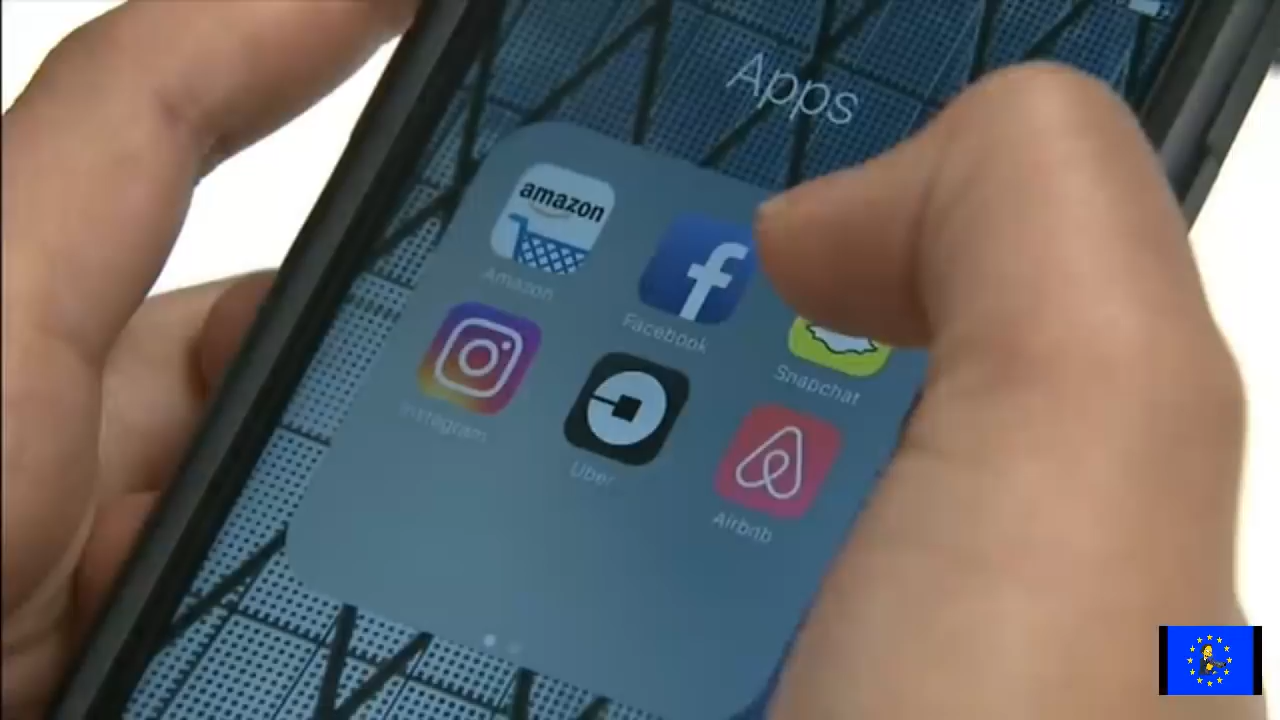 Apps
amazon
Amazon
Facebook
Snapchat
Instagram
Uber
Airbnb